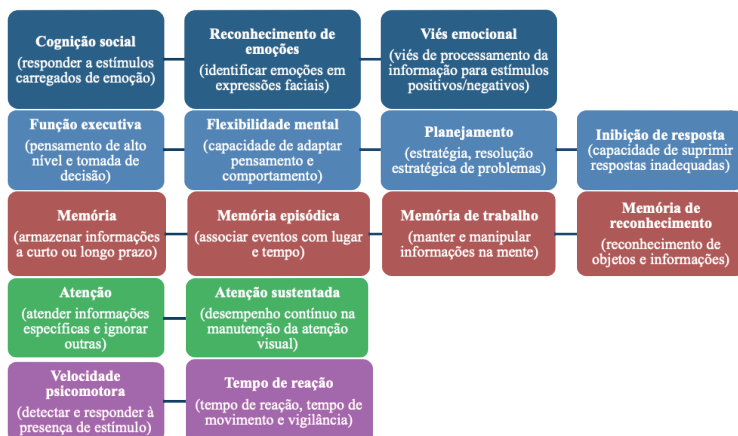 Cognição social
(responder a estímulos
carregados de emoção)
Reconhecimento de
emoções
(identificar emoções em
expressões faciais)
Viés emocional
(viés de processamento da
informação para estímulos
positivos/negativos)
Função executiva
(pensamento de alto
nível e tomada de
decisão)
Flexibilidade mental
(capacidade de adaptar
pensamento e
comportamento)
Planejamento
(estratégia, resolução
estratégica de problemas)
Inibição de resposta
(capacidade de suprimir
respostas inadequadas)
Memória
(armazenar informações
a curto ou longo prazo)
Memória episódica
(associar eventos com lugar
e tempo)
Memória de trabalho
(manter e manipular
informações na mente)
Memória de
reconhecimento
(reconhecimento de
objetos e informações)
Atenção
(atender informações
específicas e ignorar
outras)
Atenção sustentada
(desempenho contínuo na
manutenção da atenção
visual)
Velocidade
psicomotora
(detectar e responder à
presença de estímulo)
Tempo de reação
(tempo de reação, tempo de
movimento e vigilância)